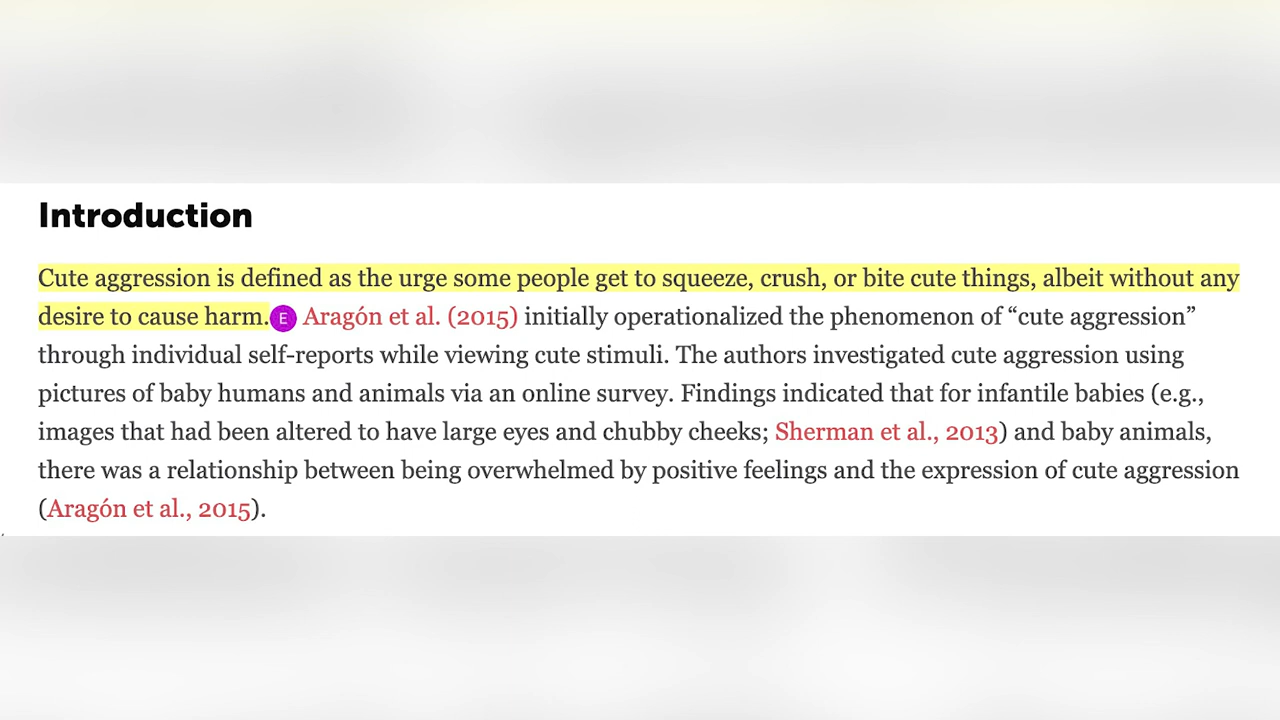 Introduction
Cute aggression is defined as the urge some people get to squeeze, crush, or bite cute things, albeit without any
desire to cause harm. E Aragón et al. (2015) initially operationalized the phenomenon of “cute aggression”
through individual self-reports while viewing cute stimuli. The authors investigated cute aggression using
pictures of baby humans and animals via an online survey. Findings indicated that for infantile babies (e.g.,
images that had been altered to have large eyes and chubby cheeks; Sherman et al., 2013) and baby animals,
there was a relationship between being overwhelmed by positive feelings and the expression of cute aggression
(Aragón et al., 2015).